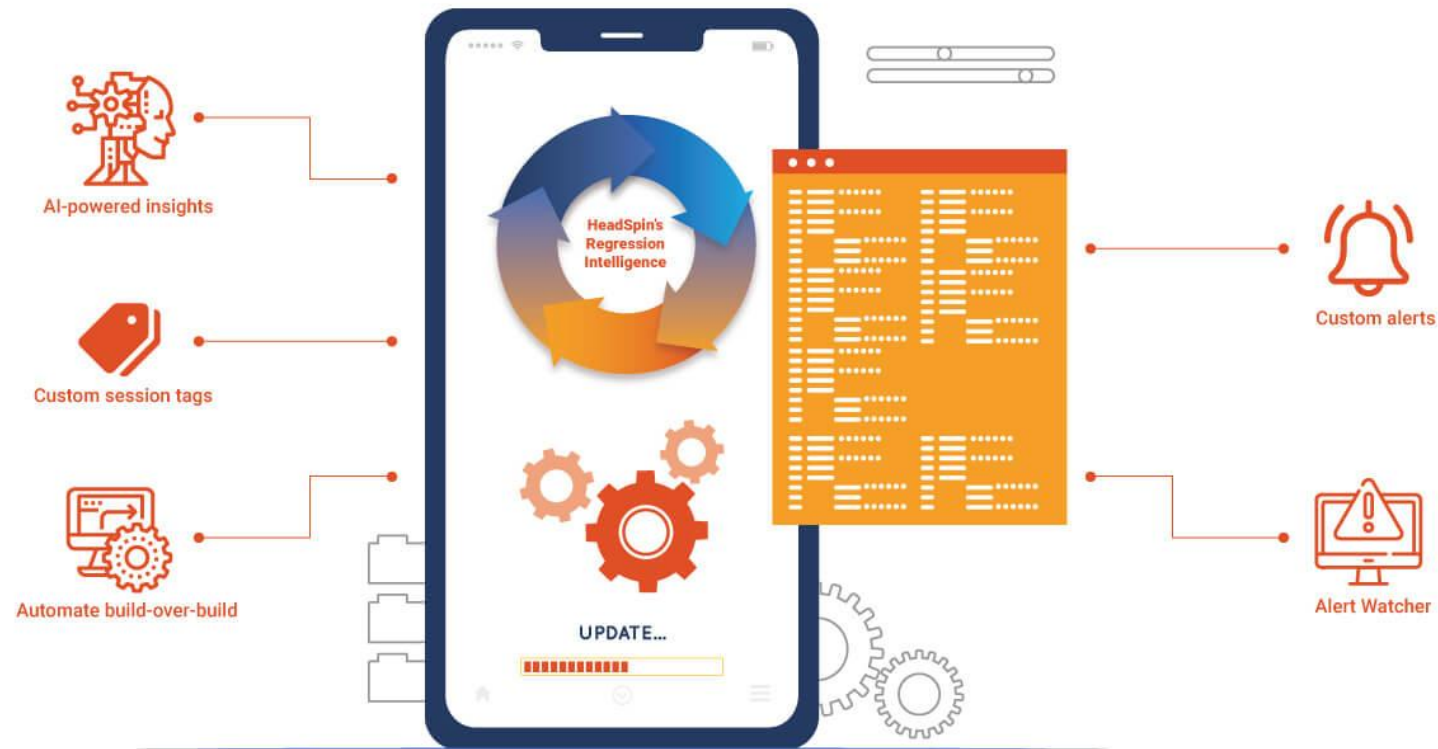 AI-powered insights
Custom session tags
Automate build-over-build
HeadSpin's
Regression
Intelligence
UPDATE...
Custom alerts
Alert Watcher